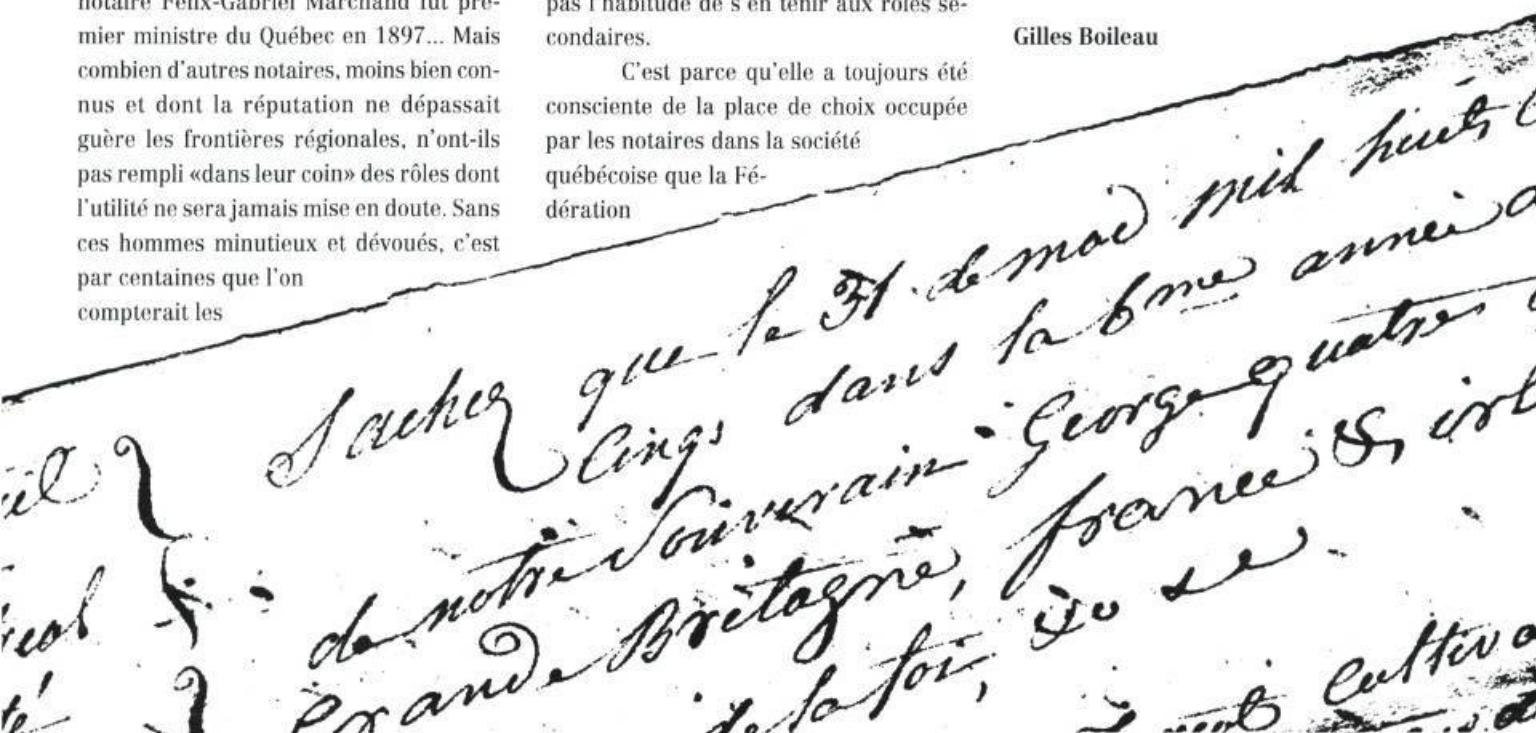 notaire Félix-Gabriel Marchand fut pre-
mier ministre du Québec en 1897... Mais
combien d'autres notaires, moins bien con-
nus et dont la réputation ne dépassait
guère les frontières régionales, n'ont-ils
pas rempli «dans leur coin» des rôles dont
l'utilité ne sera jamais mise en doute. Sans
ces hommes minutieux et dévoués, c'est
par centaines que l'on
compterait les
pas l'habitude de s'en tenir aux rôles se-
condaires.
C'est parce qu'elle a toujours été
consciente de la place de choix occupée
par les notaires dans la société
québécoise que la Fé-
dération
Gilles Boileau
Sachez que le 31 de mai mil huits
Cinqs dans la 6me année
de notre Souverain George quatres
Grande Bretagne, france &
de la foi,